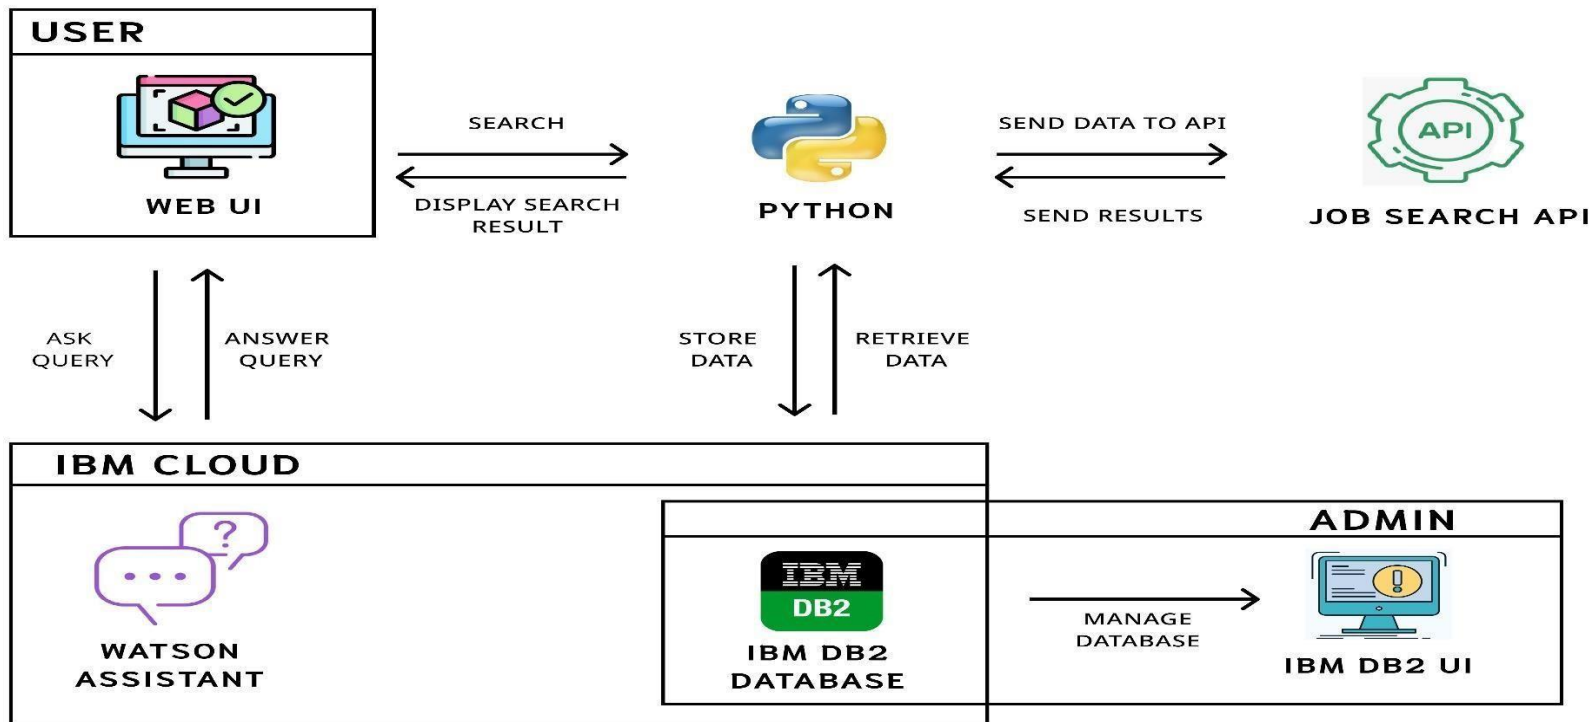 USER
WEB UI
SEARCH
DISPLAY SEARCH
RESULT
PYTHON
SEND DATA TO API
SEND RESULTS
API
JOB SEARCH API
ASK
QUERY
ANSWER
QUERY
STORE
DATA
RETRIEVE
DATA
IBM CLOUD
?
WATSON
ASSISTANT
ADMIN
IBM
DB2
IBM DB2
DATABASE
MANAGE
DATABASE
!
IBM DB2 UI